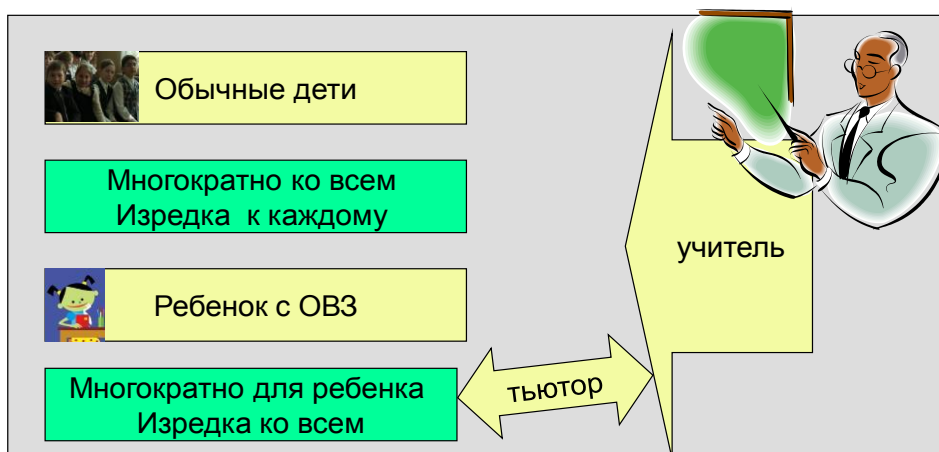 Обычные дети
Многократно ко всем
Изредка к каждому
учитель
Ребенок с ОВЗ
тьютор
Многократно для ребенка
Изредка ко всем